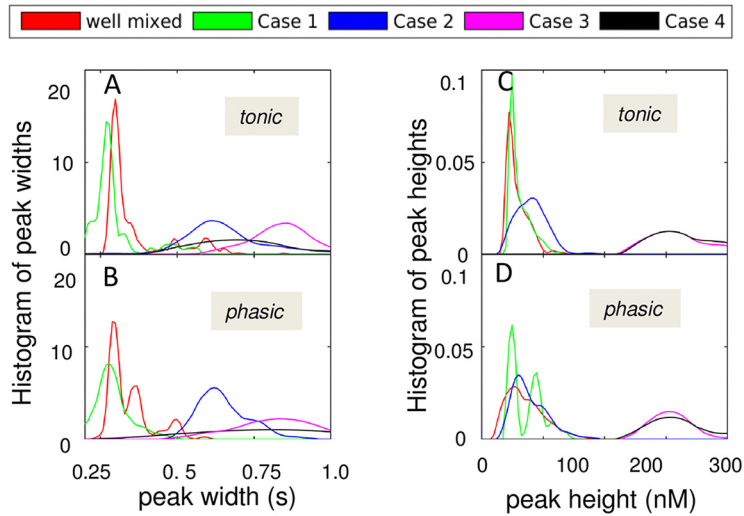 well mixed Case 1 Case 2 Case 3 Case 4
A
tonic
20
10
0
Histogram of peak widths
B
phasic
20
10
0
0.25 0.5 0.75 1.0
peak width (s)
C
tonic
0.1
0.05
0
Histogram of peak heights
D
phasic
0.1
0.05
0
0 100 200 300
peak height (nM)